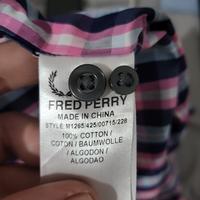 FRED PERRY
MADE IN CHINA
STYLE: M1265/425/00715/228
100% COTTON /
COTON / BAUMWOLLE
/ ALGODON /
ALGODAO